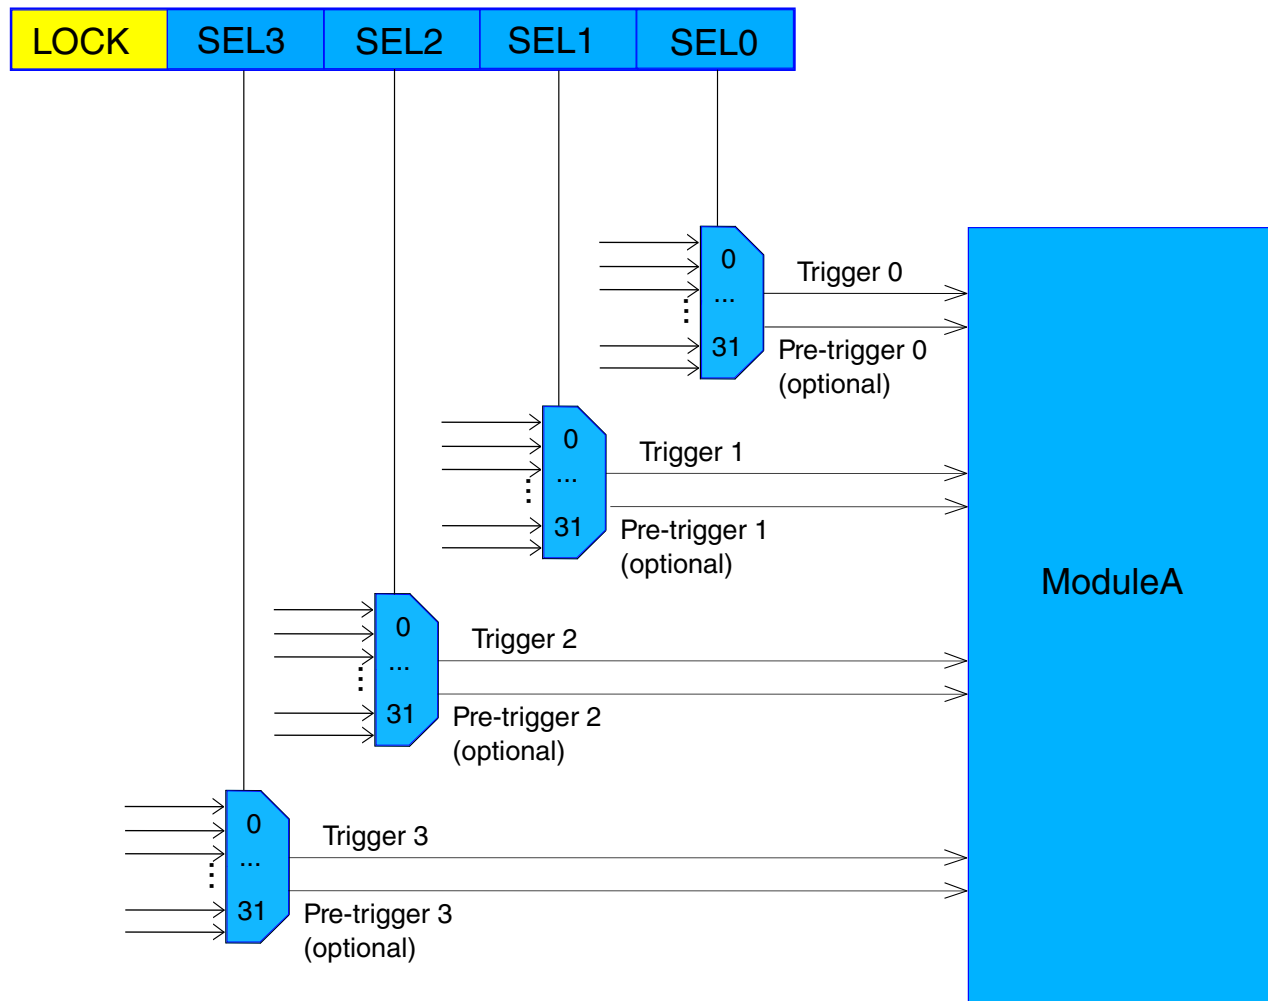 LOCK SEL3 SEL2 SEL1 SEL0
0
...
31
Trigger 0
Pre-trigger 0
(optional)
0
...
31
Trigger 1
Pre-trigger 1
(optional)
ModuleA
0
...
31
Trigger 2
Pre-trigger 2
(optional)
0
...
31
Trigger 3
Pre-trigger 3
(optional)